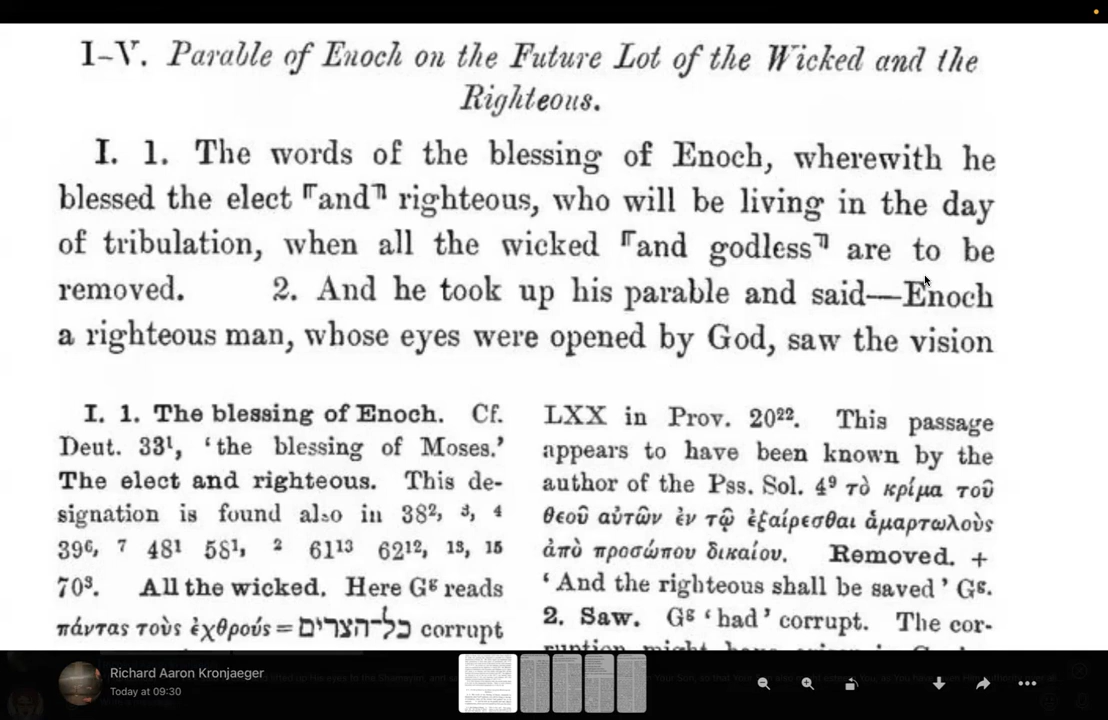 I–V. Parable of Enoch on the Future Lot of the Wicked and the
Righteous.
I. 1. The words of the blessing of Enoch, wherewith he
blessed the elect ⸢⸢and⸣⸣ righteous, who will be living in the day
of tribulation, when all the wicked ⸢⸢and godless⸣⸣ are to be
removed. 2. And he took up his parable and said—Enoch
a righteous man, whose eyes were opened by God, saw the vision
I. 1. The blessing of Enoch. Cf.
Deut. 33¹, ‘the blessing of Moses.’
The elect and righteous. This de-
signation is found also in 38², ³, ⁴
39⁶, ⁷ 48¹ 58¹, ² 61¹³ 62¹², ¹³, ¹⁵
70³. All the wicked. Here Gᵍ reads
πάντας τοὺς ἐχθρούς = כל־הצרים corrupt
LXX in Prov. 20²². This passage
appears to have been known by the
author of the Pss. Sol. 4⁹ τὸ κρίμα τοῦ
θεοῦ αὐτῶν ἐν τῷ ἐξαίρεσθαι ἁμαρτωλοὺς
ἀπὸ προσώπου δικαίου. Removed. +
‘And the righteous shall be saved’ Gᵍ.
2. Saw. Gᵍ ‘had’ corrupt. The cor-
Richard Aaron Kronjaeger
Today at 09:30